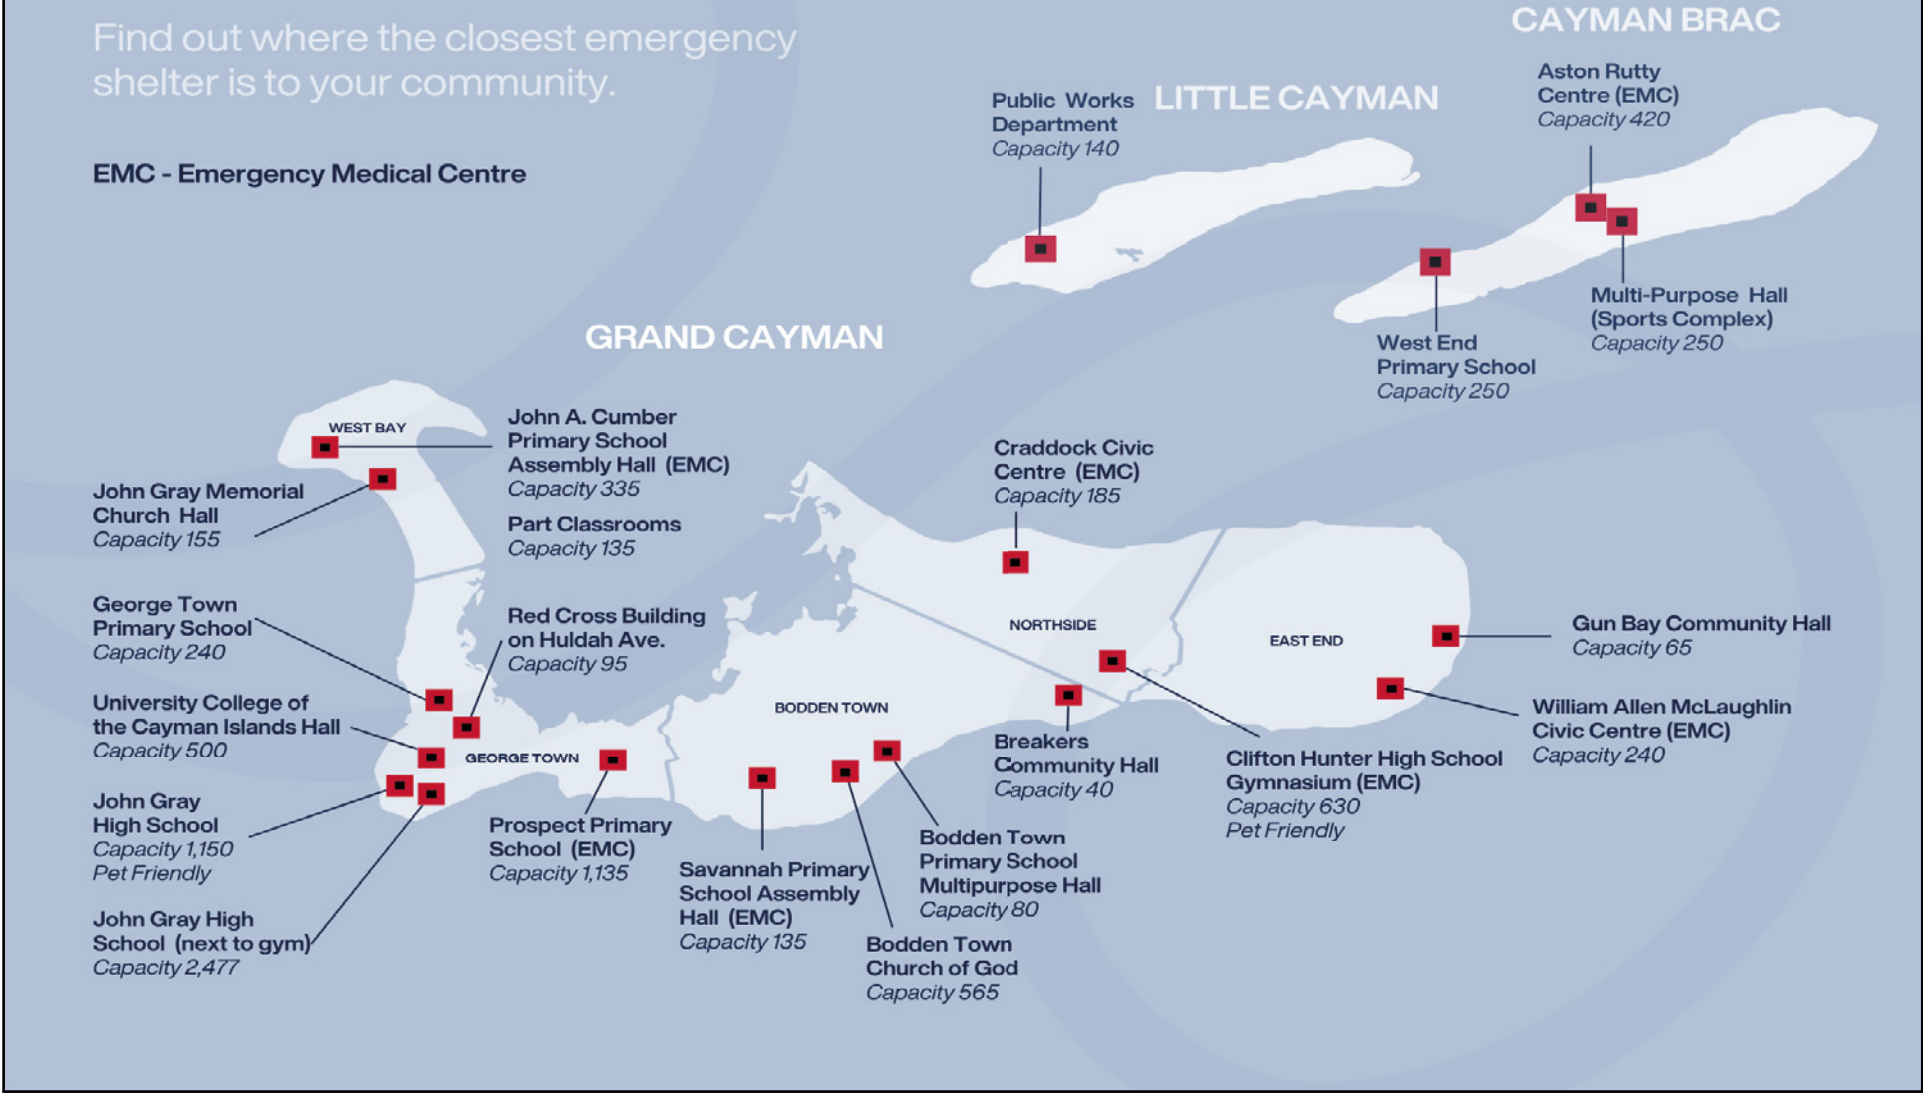 Find out where the closest emergency
shelter is to your community.
EMC - Emergency Medical Centre
CAYMAN BRAC
Aston Rutty
Centre (EMC)
Capacity 420
LITTLE CAYMAN
Public Works
Department
Capacity 140
Multi-Purpose Hall
(Sports Complex)
Capacity 250
West End
Primary School
Capacity 250
GRAND CAYMAN
WEST BAY
John A. Cumber
Primary School
Assembly Hall (EMC)
Capacity 335
Part Classrooms
Capacity 135
John Gray Memorial
Church Hall
Capacity 155
George Town
Primary School
Capacity 240
Red Cross Building
on Huldah Ave.
Capacity 95
University College of
the Cayman Islands Hall
Capacity 500
GEORGE TOWN
John Gray
High School
Capacity 1,150
Pet Friendly
John Gray High
School (next to gym)
Capacity 2,477
Prospect Primary
School (EMC)
Capacity 1,135
BODDEN TOWN
Savannah Primary
School Assembly
Hall (EMC)
Capacity 135
Bodden Town
Primary School
Multipurpose Hall
Capacity 80
Bodden Town
Church of God
Capacity 565
Craddock Civic
Centre (EMC)
Capacity 185
NORTHSIDE
Breakers
Community Hall
Capacity 40
Clifton Hunter High School
Gymnasium (EMC)
Capacity 630
Pet Friendly
EAST END
Gun Bay Community Hall
Capacity 65
William Allen McLaughlin
Civic Centre (EMC)
Capacity 240